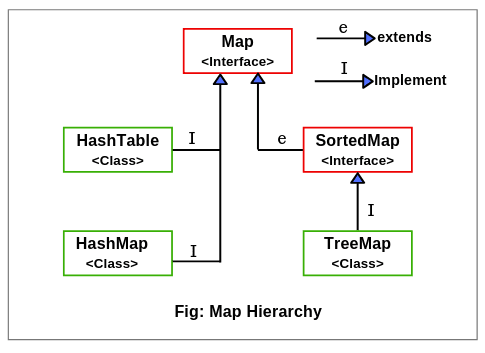 Map
<Interface>
e
extends
I
Implement
HashTable
<Class>
I
e
SortedMap
<Interface>
HashMap
<Class>
I
I
TreeMap
<Class>
Fig: Map Hierarchy